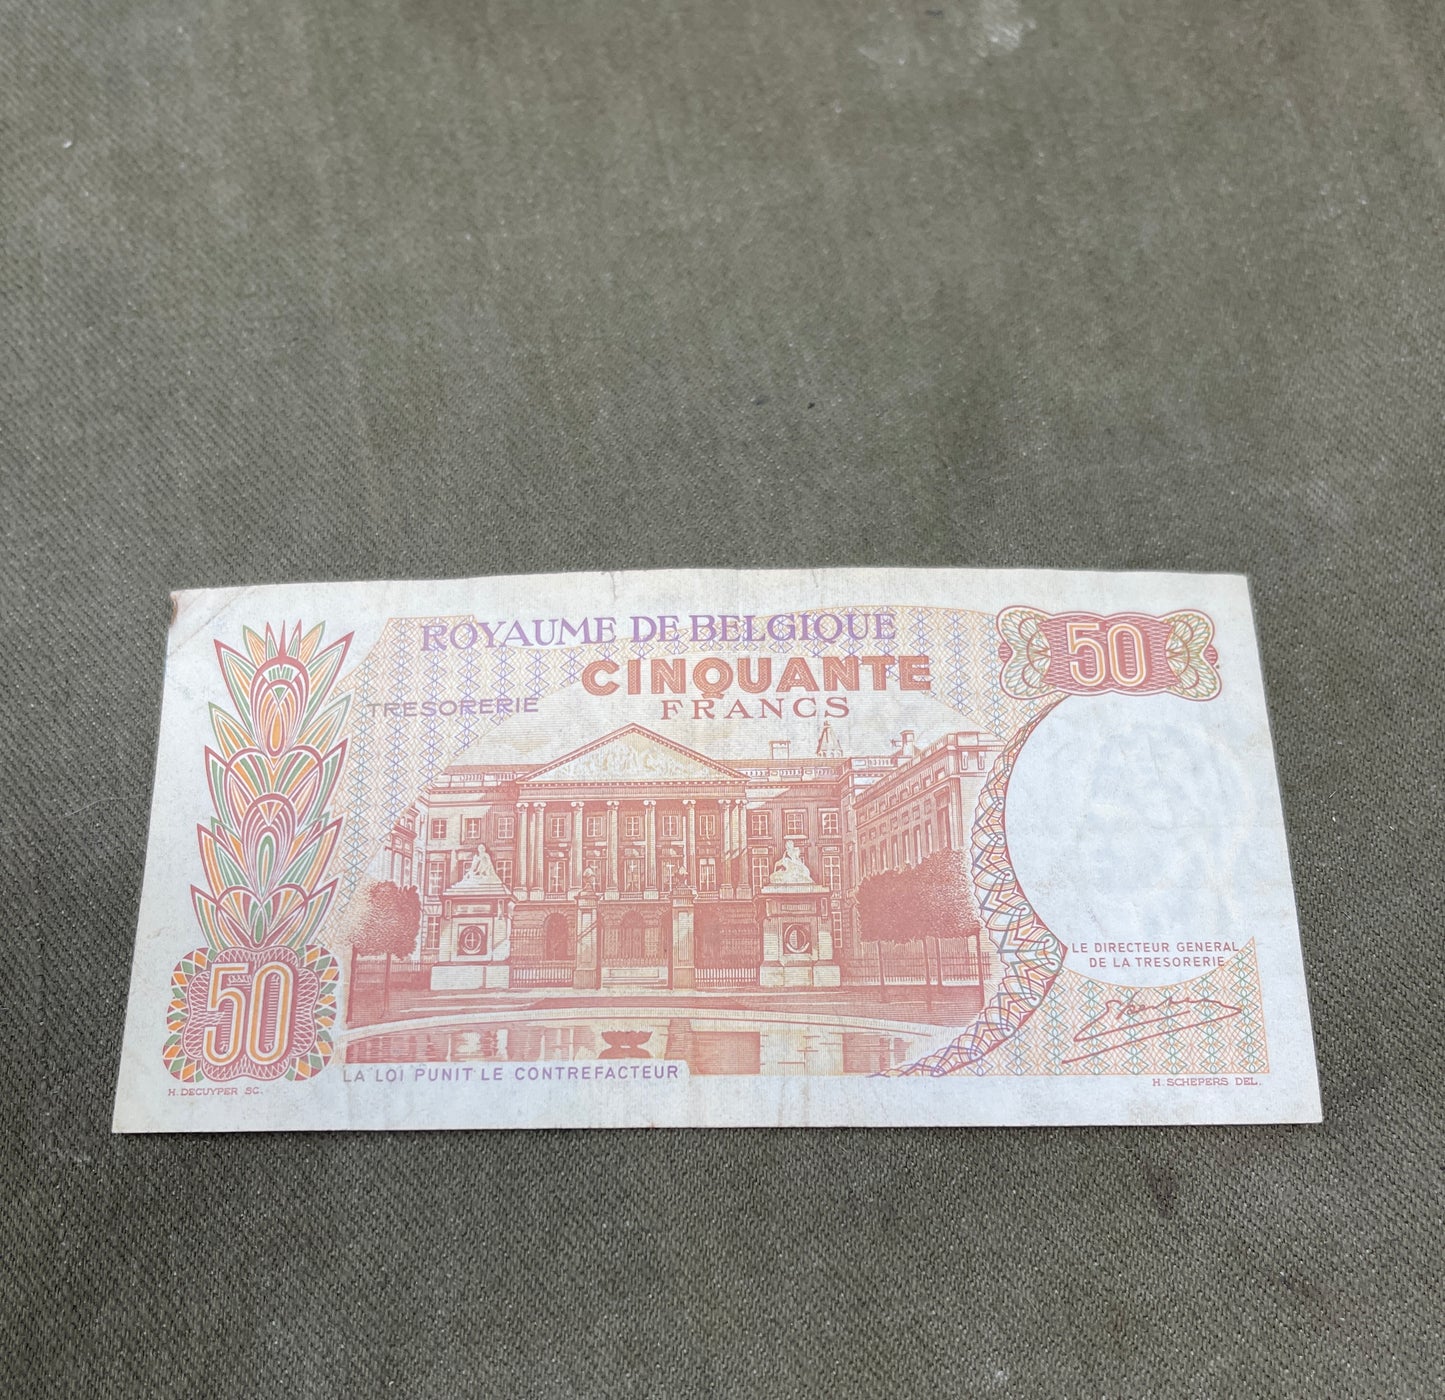 ROYAUME DE BELGIQUE
CINQUANTE
FRANCS
50
TRESORERIE
LE DIRECTEUR GENERAL
DE LA TRESORERIE
50
LA LOI PUNIT LE CONTREFACTEUR
H. DECUYPER SC.
H. SCHEPERS DEL.